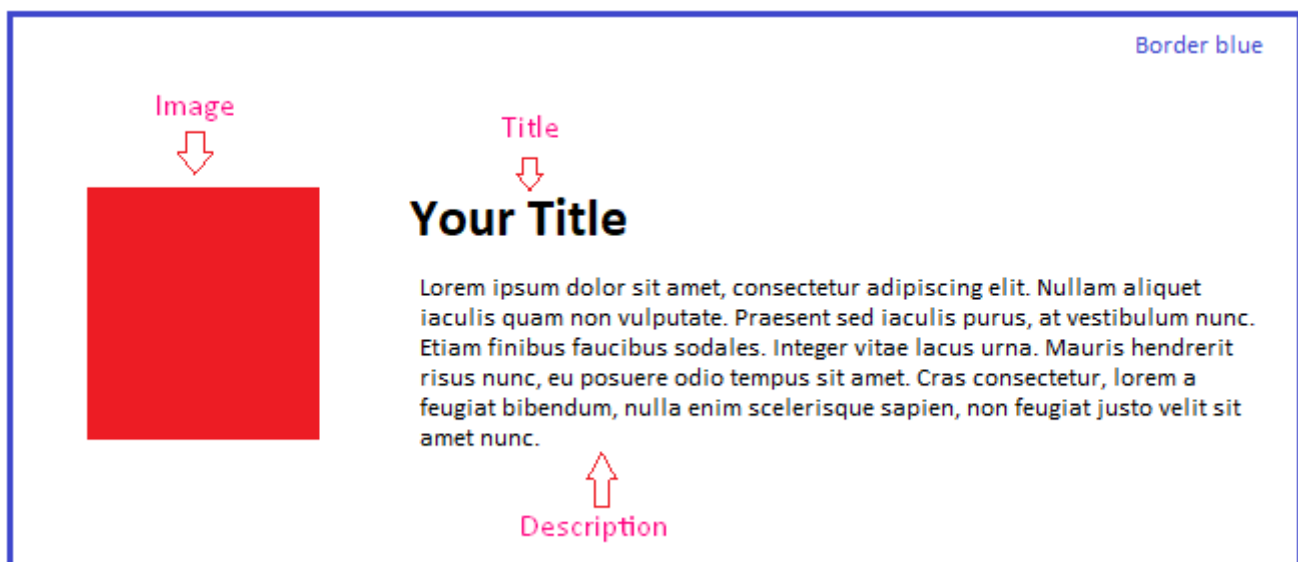 Border blue
Image
Title
Your Title
Lorem ipsum dolor sit amet, consectetur adipiscing elit. Nullam aliquet
iaculis quam non vulputate. Praesent sed iaculis purus, at vestibulum nunc.
Etiam finibus faucibus sodales. Integer vitae lacus urna. Mauris hendrerit
risus nunc, eu posuere odio tempus sit amet. Cras consectetur, lorem a
feugiat bibendum, nulla enim scelerisque sapien, non feugiat justo velit sit
amet nunc.
Description